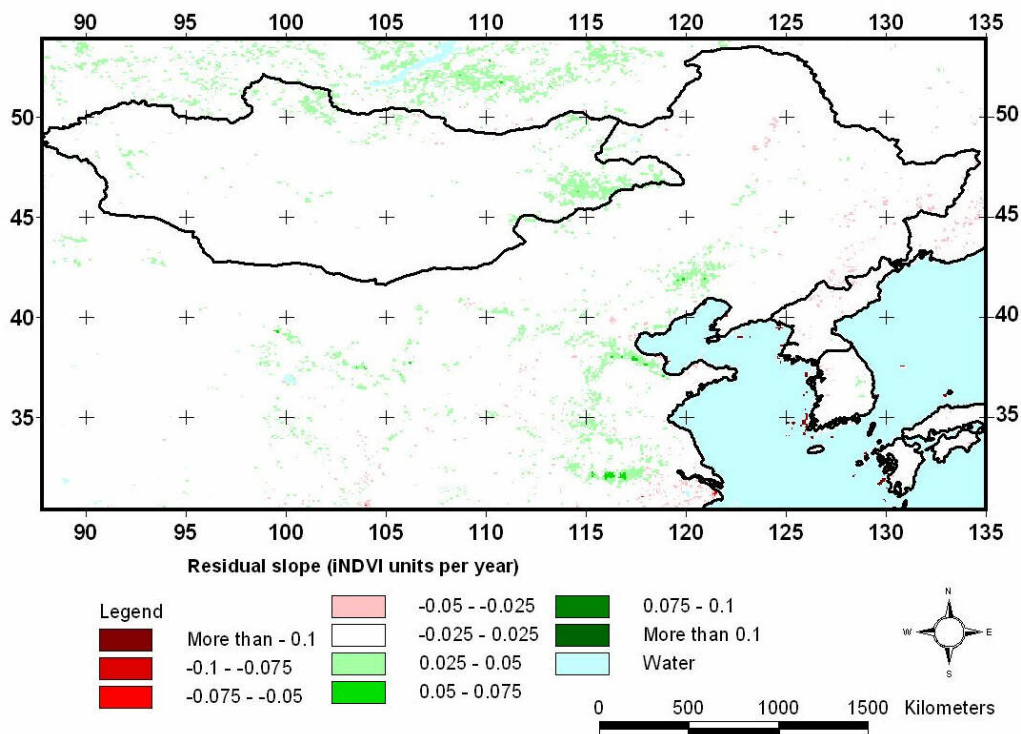 90 95 100 105 110 115 120 125 130 135
50 50
45 45
40 40
35 35
90 95 100 105 110 115 120 125 130 135
Residual slope (iNDVI units per year)
Legend
More than - 0.1
-0.1 - -0.075
-0.075 - -0.05
-0.05 - -0.025
-0.025 - 0.025
0.025 - 0.05
0.05 - 0.075
0.075 - 0.1
More than 0.1
Water
N
W E
S
0 500 1000 1500 Kilometers